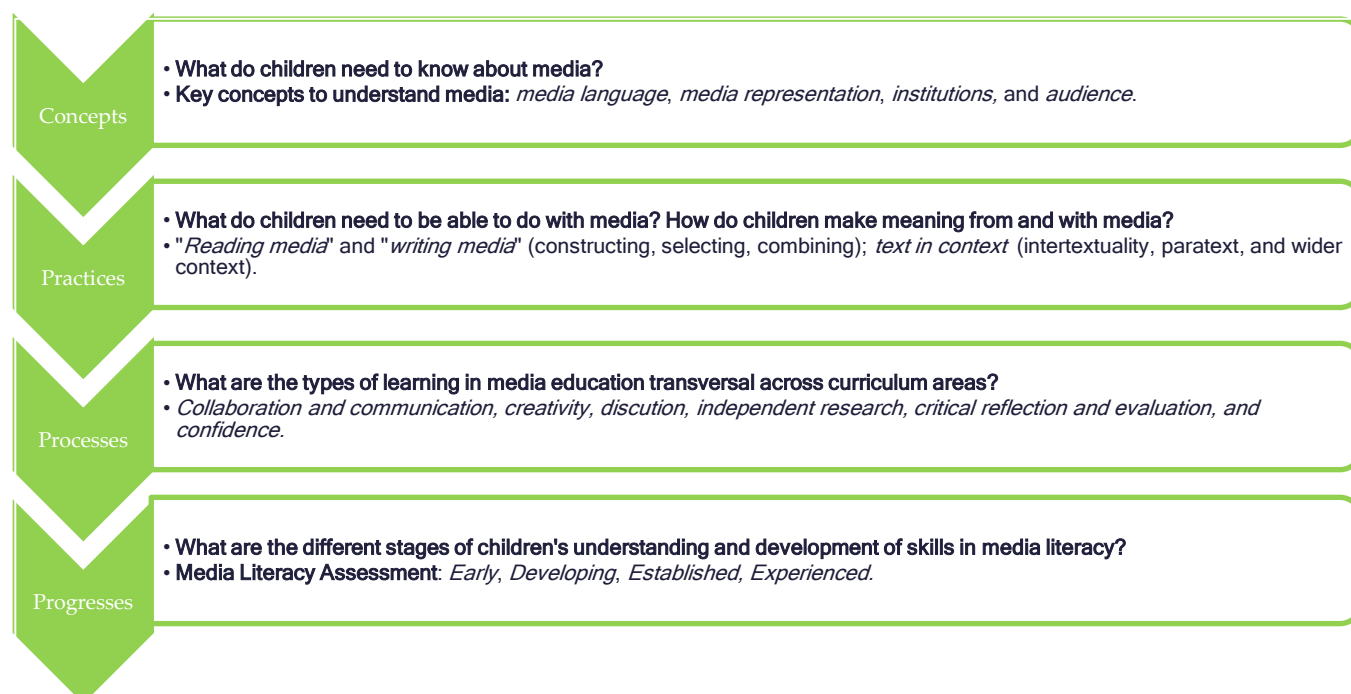 Concepts
• What do children need to know about media?
• Key concepts to understand media: media language, media representation, institutions, and audience.
Practices
• What do children need to be able to do with media? How do children make meaning from and with media?
• "Reading media" and "writing media" (constructing, selecting, combining); text in context (intertextuality, paratext, and wider
context).
Processes
• What are the types of learning in media education transversal across curriculum areas?
• Collaboration and communication, creativity, discution, independent research, critical reflection and evaluation, and
confidence.
Progresses
• What are the different stages of children's understanding and development of skills in media literacy?
• Media Literacy Assessment: Early, Developing, Established, Experienced.